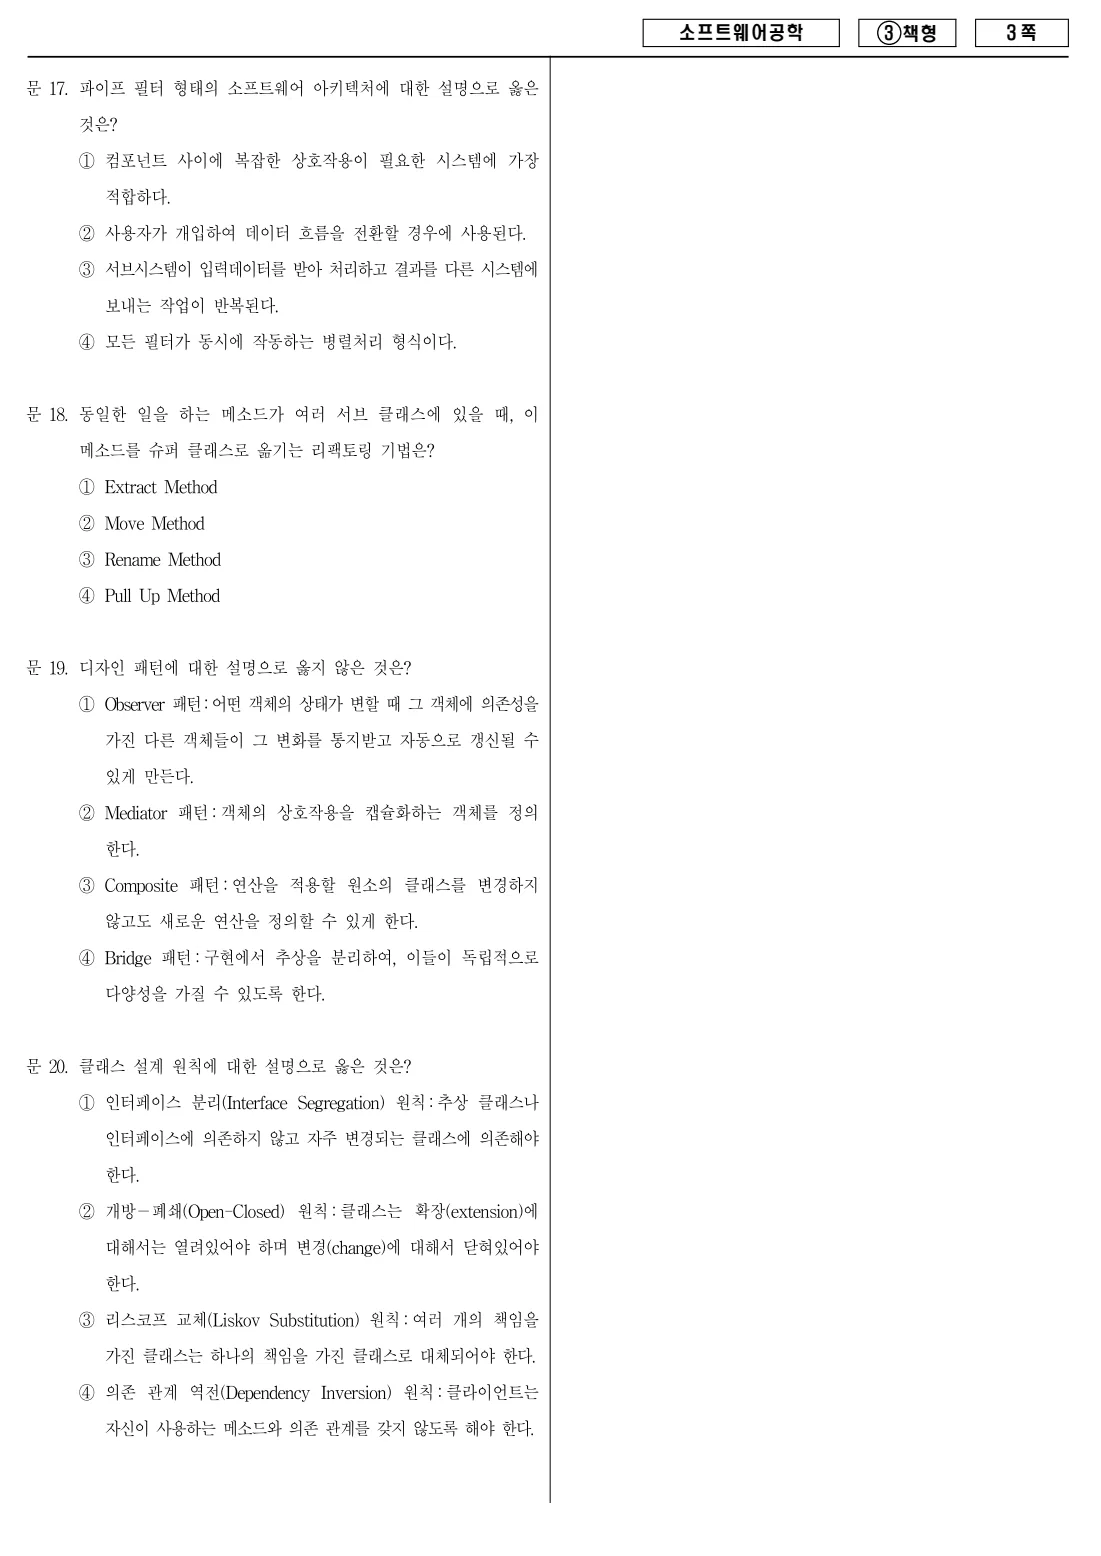 소프트웨어공학
③책형
3쪽
문 17. 파이프 필터 형태의 소프트웨어 아키텍처에 대한 설명으로 옳은
것은?
① 컴포넌트 사이에 복잡한 상호작용이 필요한 시스템에 가장
적합하다.
② 사용자가 개입하여 데이터 흐름을 전환할 경우에 사용된다.
③ 서브시스템이 입력데이터를 받아 처리하고 결과를 다른 시스템에
보내는 작업이 반복된다.
④ 모든 필터가 동시에 작동하는 병렬처리 형식이다.
문 18. 동일한 일을 하는 메소드가 여러 서브 클래스에 있을 때, 이
메소드를 슈퍼 클래스로 옮기는 리팩토링 기법은?
① Extract Method
② Move Method
③ Rename Method
④ Pull Up Method
문 19. 디자인 패턴에 대한 설명으로 옳지 않은 것은?
① Observer 패턴 : 어떤 객체의 상태가 변할 때 그 객체에 의존성을
가진 다른 객체들이 그 변화를 통지받고 자동으로 갱신될 수
있게 만든다.
② Mediator 패턴 : 객체의 상호작용을 캡슐화하는 객체를 정의
한다.
③ Composite 패턴 : 연산을 적용할 원소의 클래스를 변경하지
않고도 새로운 연산을 정의할 수 있게 한다.
④ Bridge 패턴 : 구현에서 추상을 분리하여, 이들이 독립적으로
다양성을 가질 수 있도록 한다.
문 20. 클래스 설계 원칙에 대한 설명으로 옳은 것은?
① 인터페이스 분리(Interface Segregation) 원칙 : 추상 클래스나
인터페이스에 의존하지 않고 자주 변경되는 클래스에 의존해야
한다.
② 개방－폐쇄(Open-Closed) 원칙 : 클래스는 확장(extension)에
대해서는 열려있어야 하며 변경(change)에 대해서 닫혀있어야
한다.
③ 리스코프 교체(Liskov Substitution) 원칙 : 여러 개의 책임을
가진 클래스는 하나의 책임을 가진 클래스로 대체되어야 한다.
④ 의존 관계 역전(Dependency Inversion) 원칙 : 클라이언트는
자신이 사용하는 메소드와 의존 관계를 갖지 않도록 해야 한다.